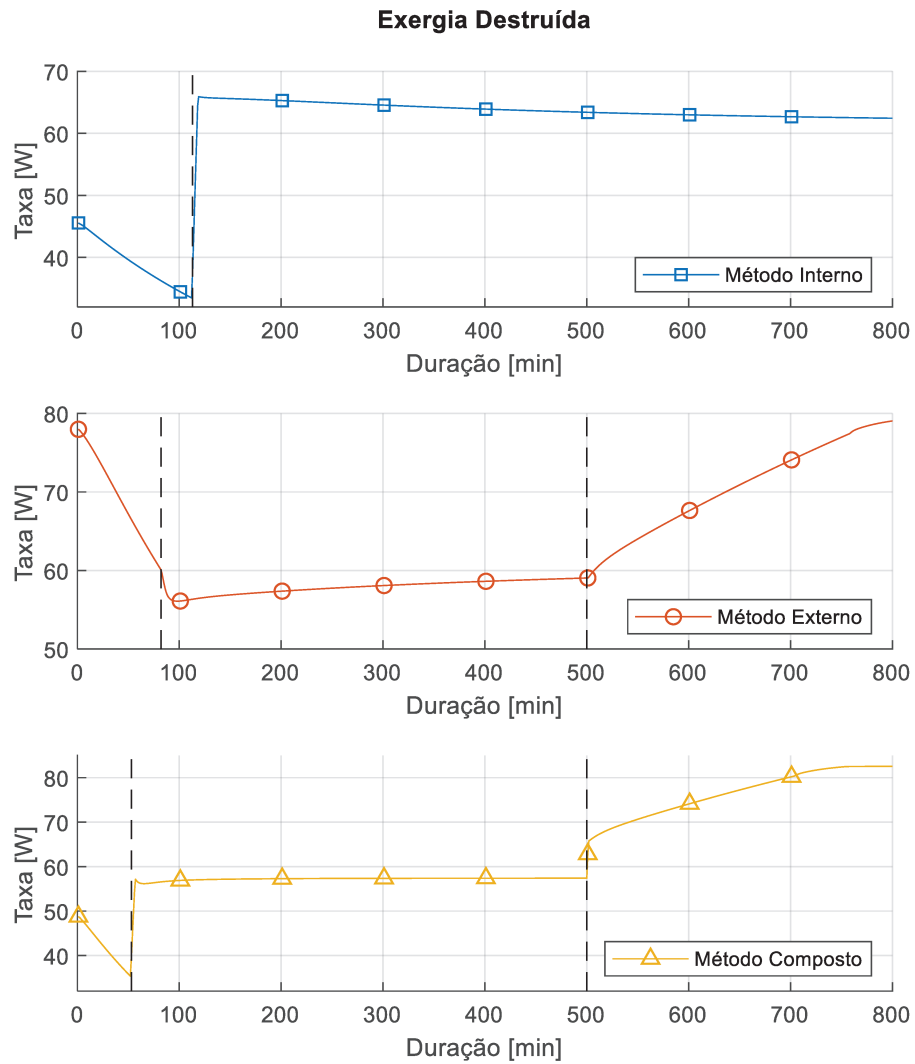 Exergia Destruída
70
60
50
40
Taxa [W]
Método Interno
0 100 200 300 400 500 600 700 800
Duração [min]
80
70
60
50
Taxa [W]
Método Externo
0 100 200 300 400 500 600 700 800
Duração [min]
80
70
60
50
40
Taxa [W]
Método Composto
0 100 200 300 400 500 600 700 800
Duração [min]